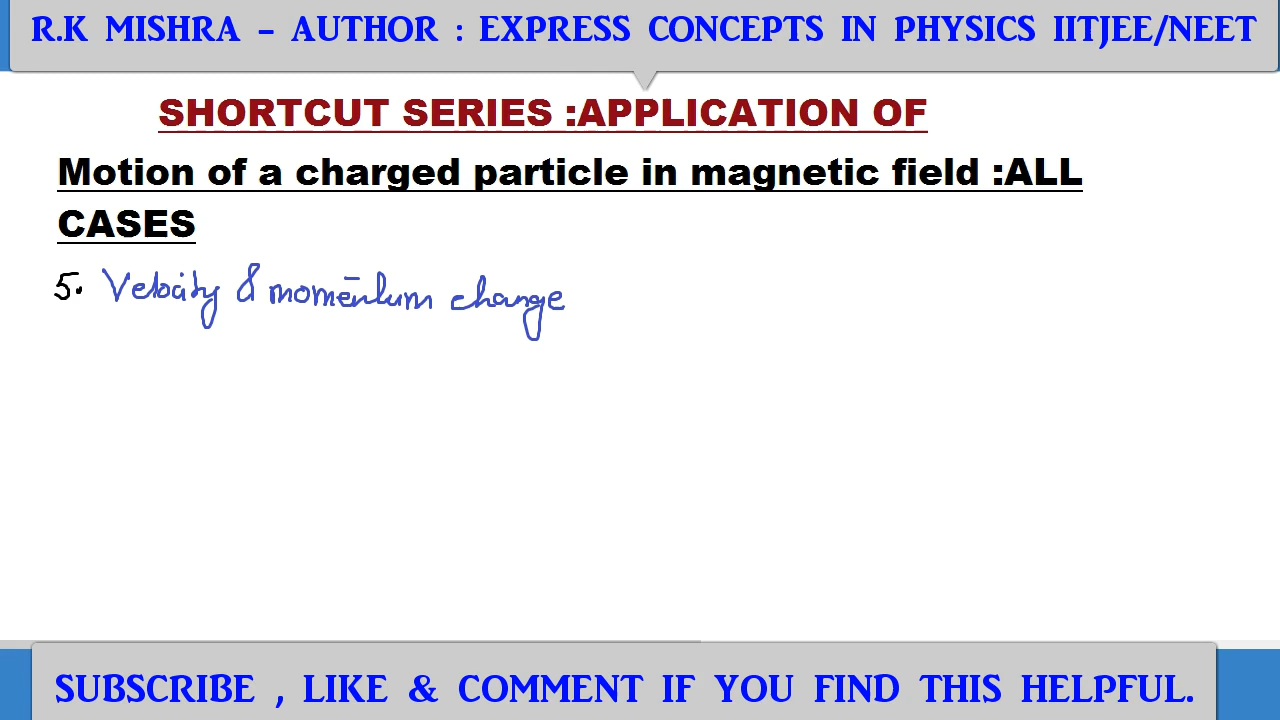 R.K MISHRA – AUTHOR : EXPRESS CONCEPTS IN PHYSICS IITJEE/NEET
SHORTCUT SERIES :APPLICATION OF
Motion of a charged particle in magnetic field :ALL
CASES
5. Velocity & momentum change
SUBSCRIBE , LIKE & COMMENT IF YOU FIND THIS HELPFUL.